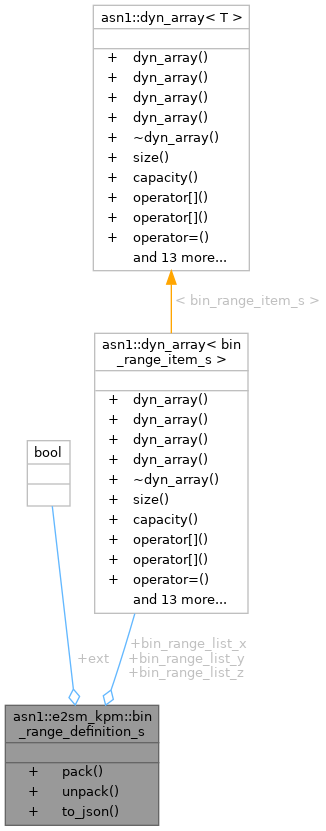 asn1::dyn_array< T >
+ dyn_array()
+ dyn_array()
+ dyn_array()
+ dyn_array()
+ ~dyn_array()
+ size()
+ capacity()
+ operator[]()
+ operator[]()
+ operator=()
and 13 more...
< bin_range_item_s >
asn1::dyn_array< bin
_range_item_s >
+ dyn_array()
+ dyn_array()
+ dyn_array()
+ dyn_array()
+ ~dyn_array()
+ size()
+ capacity()
+ operator[]()
+ operator[]()
+ operator=()
and 13 more...
bool
+ext
+bin_range_list_x
+bin_range_list_y
+bin_range_list_z
asn1::e2sm_kpm::bin
_range_definition_s
+ pack()
+ unpack()
+ to_json()